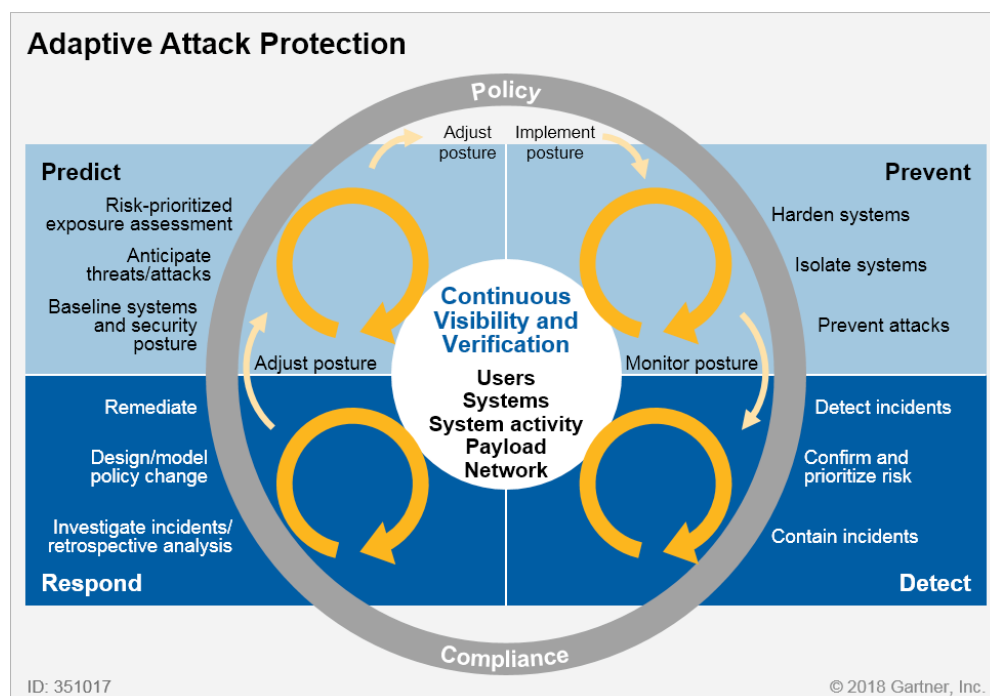 Adaptive Attack Protection
Policy
Adjust
posture
Implement
posture
Predict
Risk-prioritized
exposure assessment
Anticipate
threats/attacks
Baseline systems
and security
posture
Prevent
Harden systems
Isolate systems
Prevent attacks
Continuous
Visibility and
Verification
Users
Systems
System activity
Payload
Network
Adjust posture
Monitor posture
Remediate
Design/model
policy change
Investigate incidents/
retrospective analysis
Respond
Detect incidents
Confirm and
prioritize risk
Contain incidents
Detect
Compliance
ID: 351017
© 2018 Gartner, Inc.